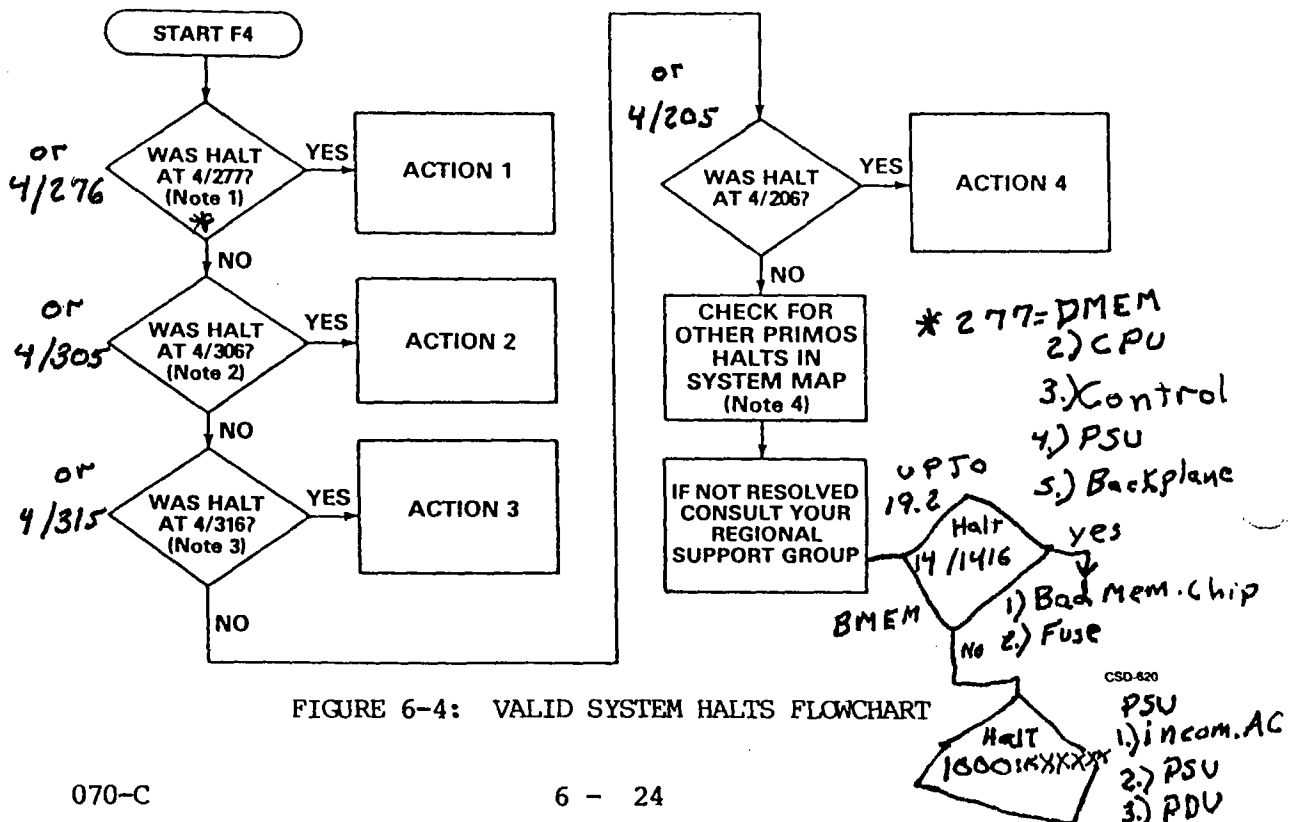 START F4
or
4/276
WAS HALT
AT 4/277?
(Note 1)
*
YES
ACTION 1
NO
or
4/305
WAS HALT
AT 4/306?
(Note 2)
YES
ACTION 2
NO
or
4/315
WAS HALT
AT 4/316?
(Note 3)
YES
ACTION 3
NO
or
4/205
WAS HALT
AT 4/206?
YES
ACTION 4
NO
CHECK FOR
OTHER PRIMOS
HALTS IN
SYSTEM MAP
(Note 4)
IF NOT RESOLVED
CONSULT YOUR
REGIONAL
SUPPORT GROUP
* 277=DMEM
2) CPU
3.) Control
4.) PSU
5.) Backplane
UPTO
19.2
Halt
14/1416
yes
1) Bad Mem. Chip
2.) Fuse
BMEM
No
CSD-620
HalT
PSU
1.) incom. AC
2.) PSU
3.) PDU
FIGURE 6-4: VALID SYSTEM HALTS FLOWCHART
070-C
6 - 24